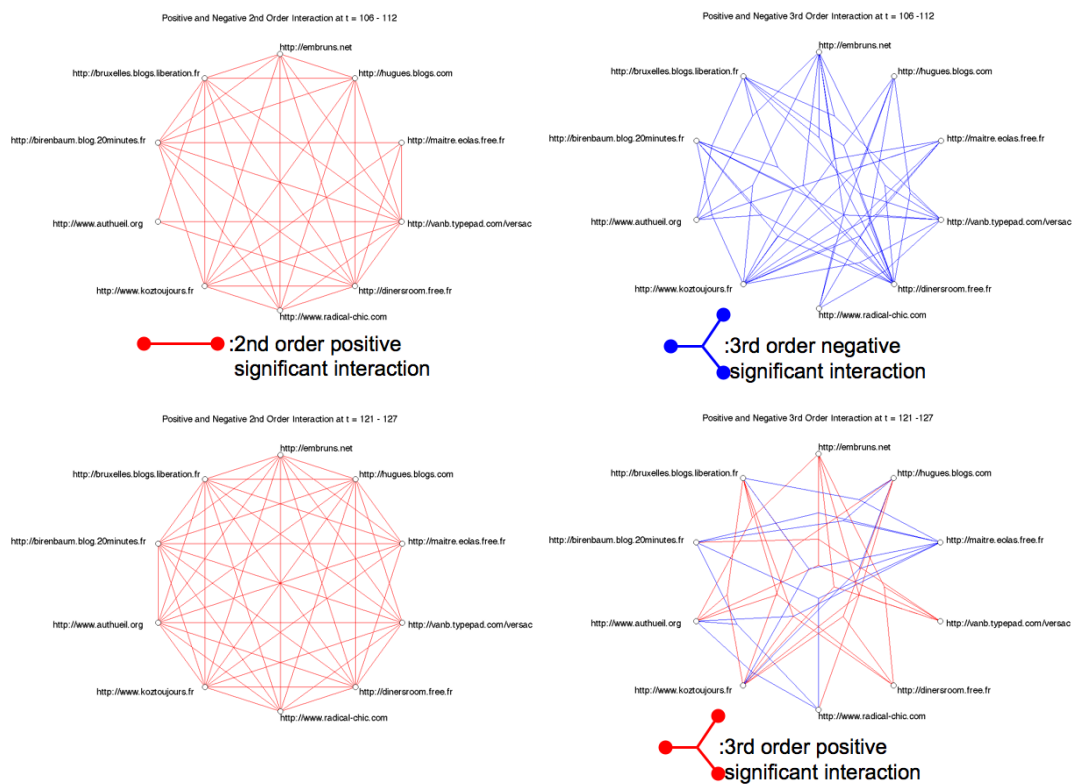 Positive and Negative 2nd Order Interaction at t = 106 - 112
http://embruns.net
http://bruxelles.blogs.liberation.fr
http://hugues.blogs.com
http://birenbaum.blog.20minutes.fr
http://maitre.eolas.free.fr
http://www.authueil.org
http://vanb.typepad.com/versac
http://www.koztoujours.fr
http://dinersroom.free.fr
http://www.radical-chic.com
:2nd order positive
significant interaction
Positive and Negative 3rd Order Interaction at t = 106 -112
http://embruns.net
http://bruxelles.blogs.liberation.fr
http://hugues.blogs.com
http://birenbaum.blog.20minutes.fr
http://maitre.eolas.free.fr
http://www.authueil.org
http://vanb.typepad.com/versac
http://www.koztoujours.fr
http://dinersroom.free.fr
http://www.radical-chic.com
:3rd order negative
significant interaction
Positive and Negative 2nd Order Interaction at t = 121 - 127
http://embruns.net
http://bruxelles.blogs.liberation.fr
http://hugues.blogs.com
http://birenbaum.blog.20minutes.fr
http://maitre.eolas.free.fr
http://www.authueil.org
http://vanb.typepad.com/versac
http://www.koztoujours.fr
http://dinersroom.free.fr
http://www.radical-chic.com
Positive and Negative 3rd Order Interaction at t = 121 -127
http://embruns.net
http://bruxelles.blogs.liberation.fr
http://hugues.blogs.com
http://birenbaum.blog.20minutes.fr
http://maitre.eolas.free.fr
http://www.authueil.org
http://vanb.typepad.com/versac
http://www.koztoujours.fr
http://dinersroom.free.fr
http://www.radical-chic.com
:3rd order positive
significant interaction